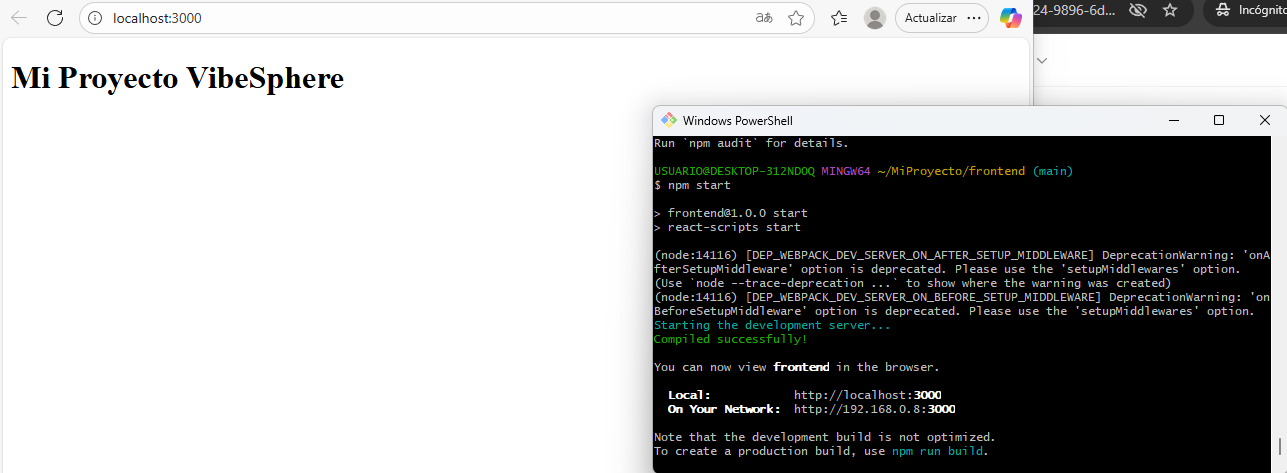 localhost:3000
Actualizar
24-9896-6d...
Incógnito
Mi Proyecto VibeSphere
Windows PowerShell
Run `npm audit` for details.
USUARIO@DESKTOP-312NDOQ MINGW64 ~/MiProyecto/frontend (main)
$ npm start
> frontend@1.0.0 start
> react-scripts start
(node:14116) [DEP_WEBPACK_DEV_SERVER_ON_AFTER_SETUP_MIDDLEWARE] DeprecationWarning: 'onA
fterSetupMiddleware' option is deprecated. Please use the 'setupMiddlewares' option.
(Use `node --trace-deprecation ...` to show where the warning was created)
(node:14116) [DEP_WEBPACK_DEV_SERVER_ON_BEFORE_SETUP_MIDDLEWARE] DeprecationWarning: 'on
BeforeSetupMiddleware' option is deprecated. Please use the 'setupMiddlewares' option.
Starting the development server...
Compiled successfully!
You can now view frontend in the browser.
Local: http://localhost:3000
On Your Network: http://192.168.0.8:3000
Note that the development build is not optimized.
To create a production build, use npm run build.